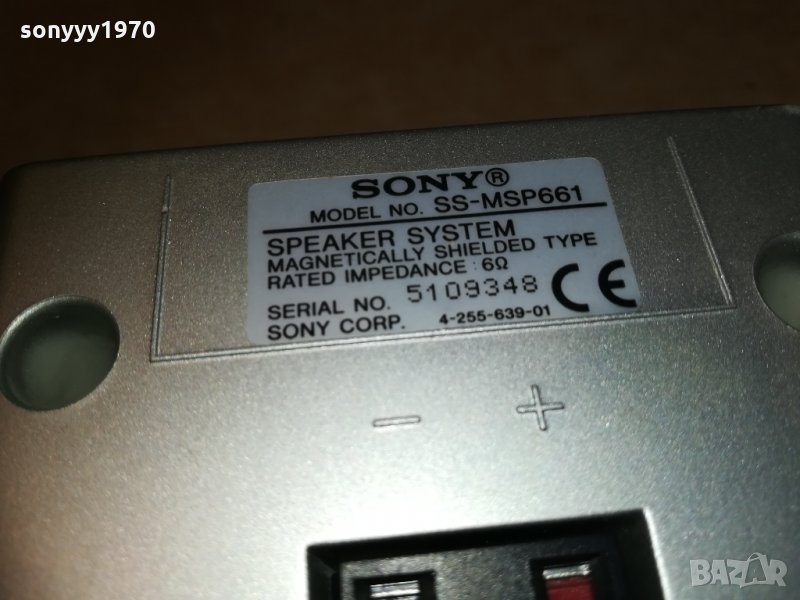 sonyyy1970
SONY®
MODEL NO. SS-MSP661
SPEAKER SYSTEM
MAGNETICALLY SHIELDED TYPE
RATED IMPEDANCE : 6Ω
SERIAL NO. 5109348
SONY CORP. 4-255-639-01
CE
− +
BAZAR